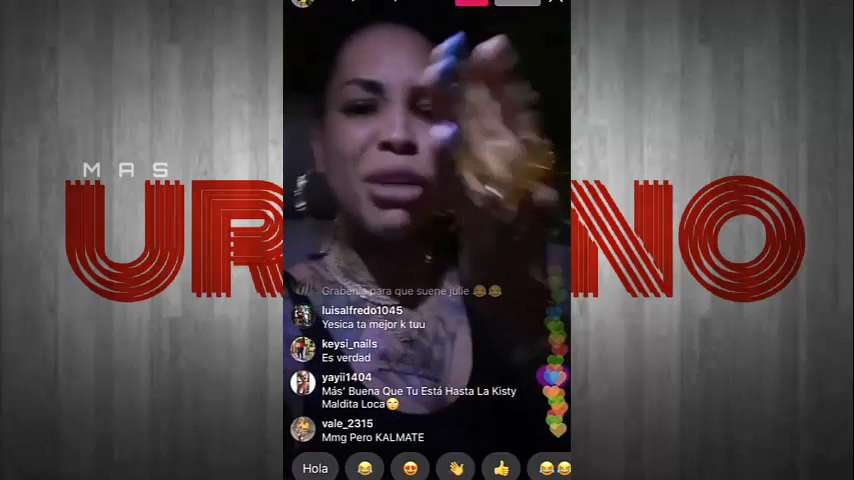 MAS
UR
NO
Grabenla para que suene julle 😂😂
luisalfredo1045
Yesica ta mejor k tuu
keysi_nails
Es verdad
yayii1404
Más' Buena Que Tu Está Hasta La Kisty
Maldita Loca😏
vale_2315
Mmg Pero KALMATE
Hola